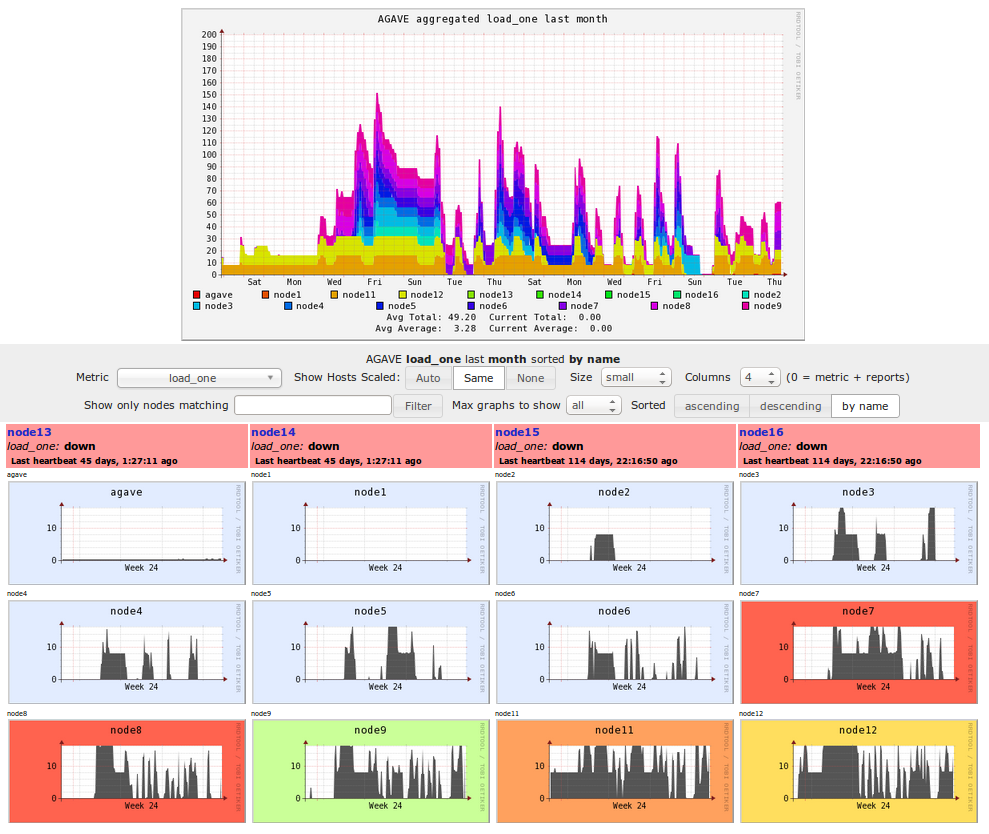 AGAVE aggregated load_one last month
RRDTOOL / TOBI OETIKER
200
190
180
170
160
150
140
130
120
110
100
90
80
70
60
50
40
30
20
10
0
Sat Mon Wed Fri Sun Tue Thu Sat Mon Wed Fri Sun Tue Thu
agave node1 node11 node12 node13 node14 node15 node16 node2
node3 node4 node5 node6 node7 node8 node9
Avg Total: 49.20 Current Total: 0.00
Avg Average: 3.28 Current Average: 0.00
AGAVE load_one last month sorted by name
Metric load_one Show Hosts Scaled: Auto Same None Size small Columns 4 (0 = metric + reports)
Show only nodes matching Filter Max graphs to show all Sorted ascending descending by name
node13 node14 node15 node16
load_one: down load_one: down load_one: down load_one: down
Last heartbeat 45 days, 1:27:11 ago Last heartbeat 45 days, 1:27:11 ago Last heartbeat 114 days, 22:16:50 ago Last heartbeat 114 days, 22:16:50 ago
agave node1 node2 node3
agave node1 node2 node3
RRDTOOL / TOBI OETIKER RRDTOOL / TOBI OETIKER RRDTOOL / TOBI OETIKER RRDTOOL / TOBI OETIKER
10 10 10 10
0 0 0 0
Week 24 Week 24 Week 24 Week 24
node4 node5 node6 node7
node4 node5 node6 node7
RRDTOOL / TOBI OETIKER RRDTOOL / TOBI OETIKER RRDTOOL / TOBI OETIKER RRDTOOL / TOBI OETIKER
10 10 10 10
0 0 0 0
Week 24 Week 24 Week 24 Week 24
node8 node9 node11 node12
node8 node9 node11 node12
RRDTOOL / TOBI OETIKER RRDTOOL / TOBI OETIKER RRDTOOL / TOBI OETIKER RRDTOOL / TOBI OETIKER
10 10 10 10
0 0 0 0
Week 24 Week 24 Week 24 Week 24